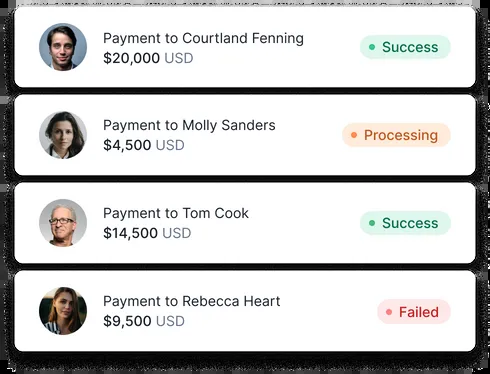 Payment to Courtland Fenning
Success
$20,000 USD
Payment to Molly Sanders
Processing
$4,500 USD
Payment to Tom Cook
Success
$14,500 USD
Payment to Rebecca Heart
Failed
$9,500 USD